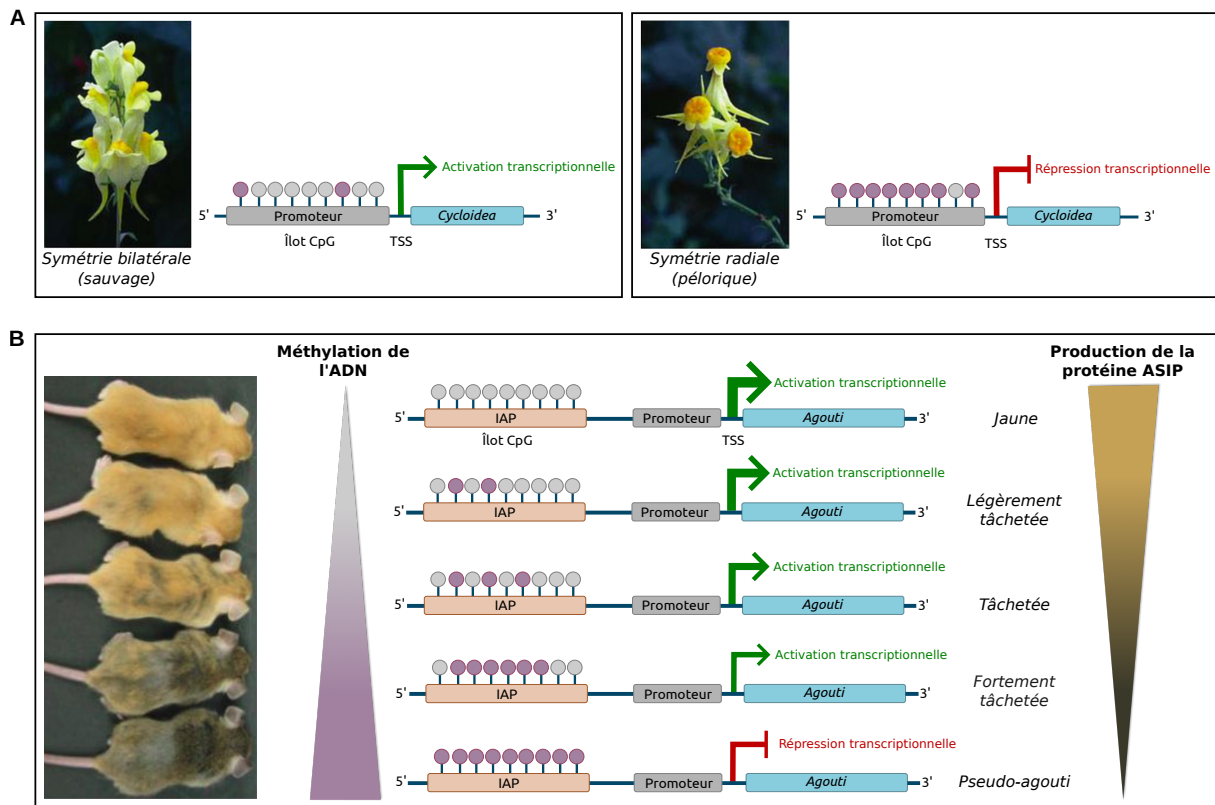 A
Activation transcriptionnelle
5' Promoteur Cycloidea 3'
Îlot CpG TSS
Symétrie bilatérale
(sauvage)
Répression transcriptionnelle
5' Promoteur Cycloidea 3'
Îlot CpG TSS
Symétrie radiale
(pélorique)
B
Méthylation de
l'ADN
Production de la
protéine ASIP
Activation transcriptionnelle
5' IAP Promoteur Agouti 3' Jaune
Îlot CpG TSS
Activation transcriptionnelle
5' IAP Promoteur Agouti 3'
Légèrement
tâchetée
Activation transcriptionnelle
5' IAP Promoteur Agouti 3' Tâchetée
Activation transcriptionnelle
5' IAP Promoteur Agouti 3'
Fortement
tâchetée
Répression transcriptionnelle
5' IAP Promoteur Agouti 3' Pseudo-agouti